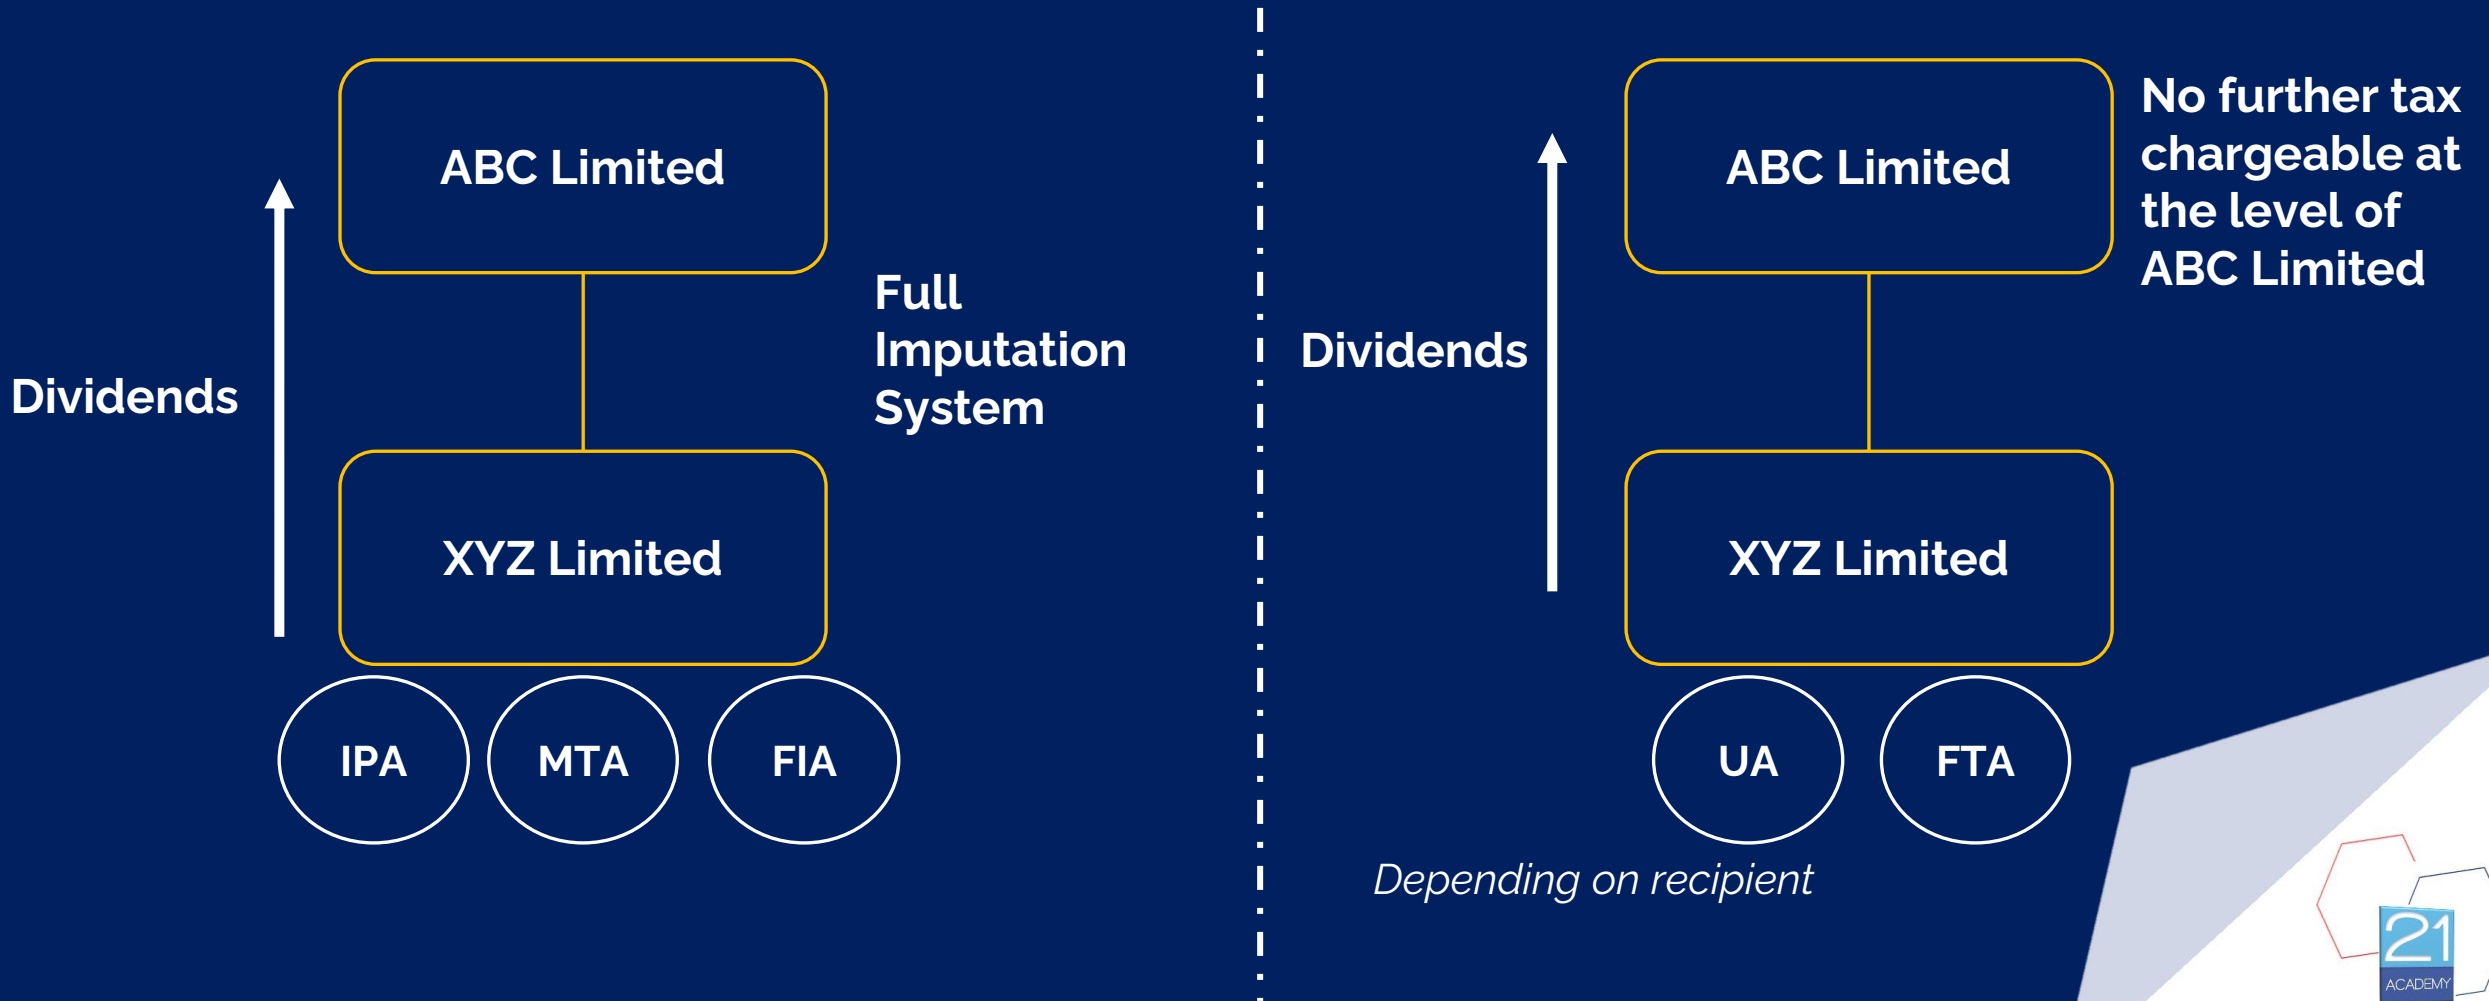 ABC Limited
Dividends
Full
Imputation
System
XYZ Limited
IPA
MTA
FIA
ABC Limited
No further tax
chargeable at
the level of
ABC Limited
Dividends
XYZ Limited
UA
FTA
Depending on recipient
21
ACADEMY